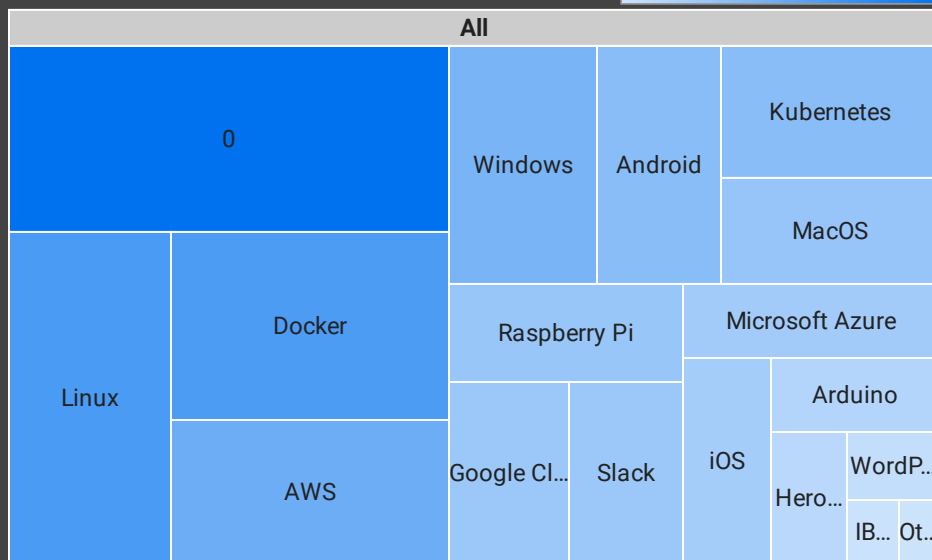 All
0
Windows
Android
Kubernetes
MacOS
Linux
Docker
AWS
Raspberry Pi
Microsoft Azure
Google Cl...
Slack
iOS
Arduino
Hero...
WordP...
IB...
Ot...